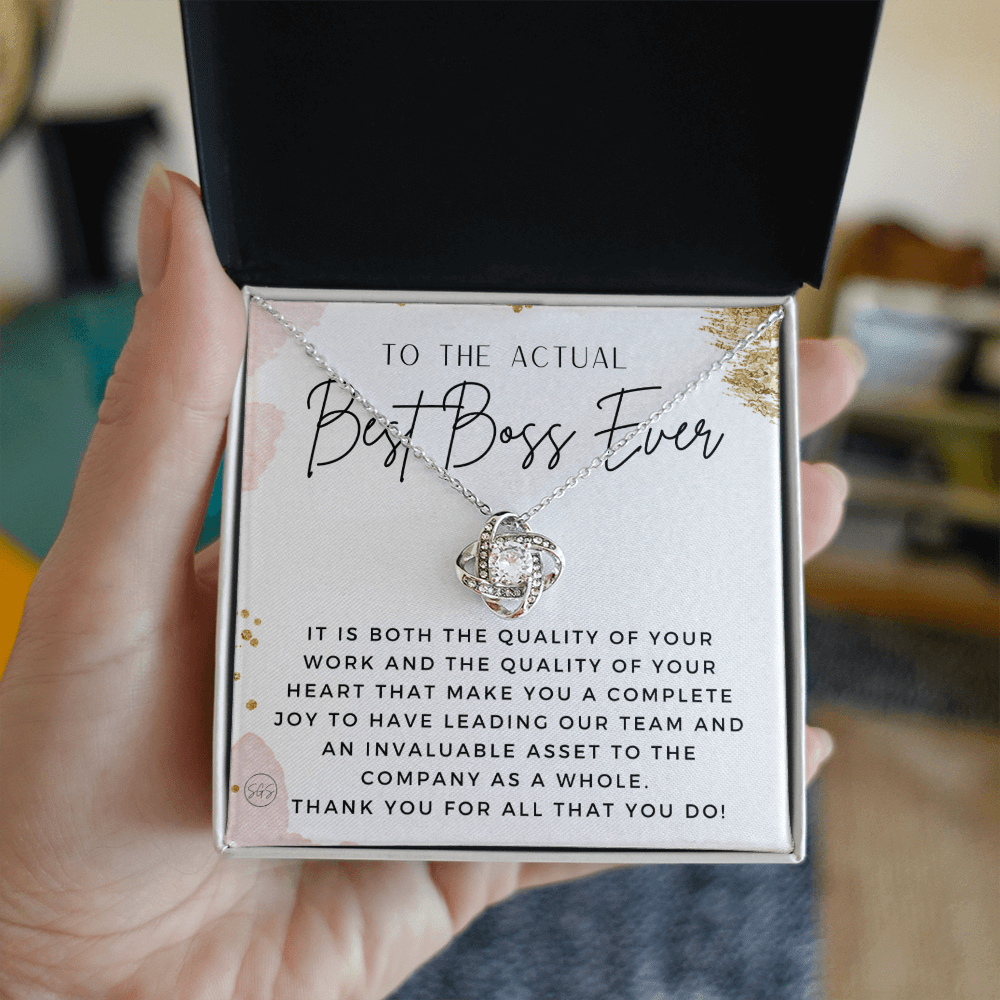 TO THE ACTUAL
Best Boss Ever
IT IS BOTH THE QUALITY OF YOUR
WORK AND THE QUALITY OF YOUR
HEART THAT MAKE YOU A COMPLETE
JOY TO HAVE LEADING OUR TEAM AND
AN INVALUABLE ASSET TO THE
COMPANY AS A WHOLE.
SGS
THANK YOU FOR ALL THAT YOU DO!